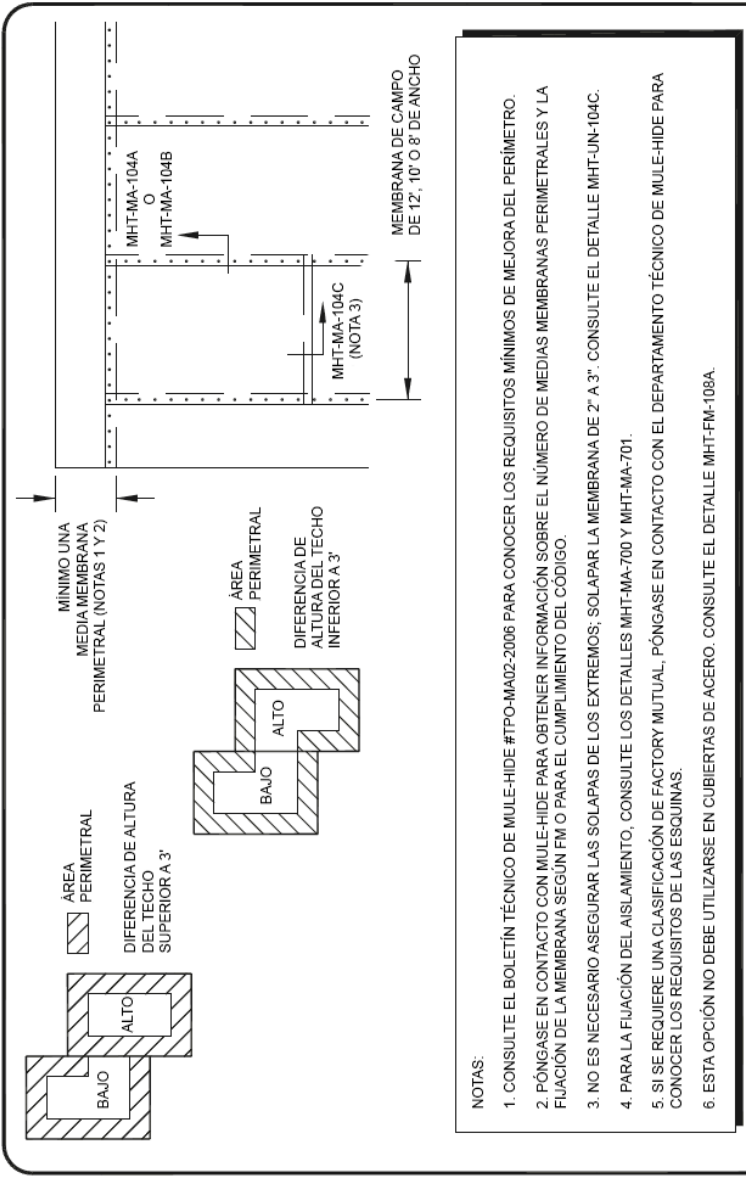 ÁREA
PERIMETRAL
DIFERENCIA DE ALTURA
DEL TECHO
SUPERIOR A 3'
BAJO
ALTO
ÁREA
PERIMETRAL
DIFERENCIA DE
ALTURA DEL TECHO
INFERIOR A 3'
BAJO
ALTO
MÍNIMO UNA
MEDIA MEMBRANA
PERIMETRAL (NOTAS 1 Y 2)
MHT-MA-104A
O
MHT-MA-104B
MHT-MA-104C
(NOTA 3)
MEMBRANA DE CAMPO
DE 12', 10' O 8' DE ANCHO
NOTAS:
1. CONSULTE EL BOLETÍN TÉCNICO DE MULE-HIDE #TPO-MA02-2006 PARA CONOCER LOS REQUISITOS MÍNIMOS DE MEJORA DEL PERÍMETRO.
2. PÓNGASE EN CONTACTO CON MULE-HIDE PARA OBTENER INFORMACIÓN SOBRE EL NÚMERO DE MEDIAS MEMBRANAS PERIMETRALES Y LA
FIJACIÓN DE LA MEMBRANA SEGÚN FM O PARA EL CUMPLIMIENTO DEL CÓDIGO.
3. NO ES NECESARIO ASEGURAR LAS SOLAPAS DE LOS EXTREMOS; SOLAPAR LA MEMBRANA DE 2" A 3". CONSULTE EL DETALLE MHT-UN-104C.
4. PARA LA FIJACIÓN DEL AISLAMIENTO, CONSULTE LOS DETALLES MHT-MA-700 Y MHT-MA-701.
5. SI SE REQUIERE UNA CLASIFICACIÓN DE FACTORY MUTUAL, PÓNGASE EN CONTACTO CON EL DEPARTAMENTO TÉCNICO DE MULE-HIDE PARA
CONOCER LOS REQUISITOS DE LAS ESQUINAS.
6. ESTA OPCIÓN NO DEBE UTILIZARSE EN CUBIERTAS DE ACERO. CONSULTE EL DETALLE MHT-FM-108A.